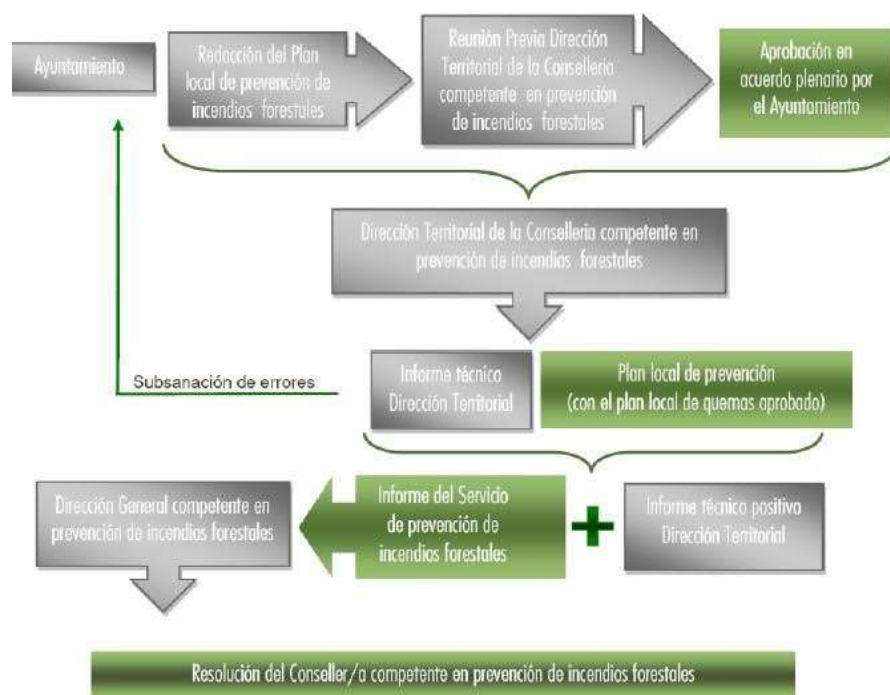 Ayuntamiento
Redacción del Plan
local de prevención de
incendios forestales
Reunión Previa Dirección
Territorial de la Conselleria
competente en prevención
de incendios forestales
Aprobación en
acuerdo plenario por
el Ayuntamiento
Dirección Territorial de la Conselleria competente en
prevención de incendios forestales
Subsanación de errores
Informe técnico
Dirección Territorial
Plan local de prevención
(con el plan local de quemas aprobado)
Dirección General competente en
prevención de incendios forestales
Informe del Servicio
de prevención de
incendios forestales
+
Informe técnico positivo
Dirección Territorial
Resolución del Conseller/a competente en prevención de incendios forestales